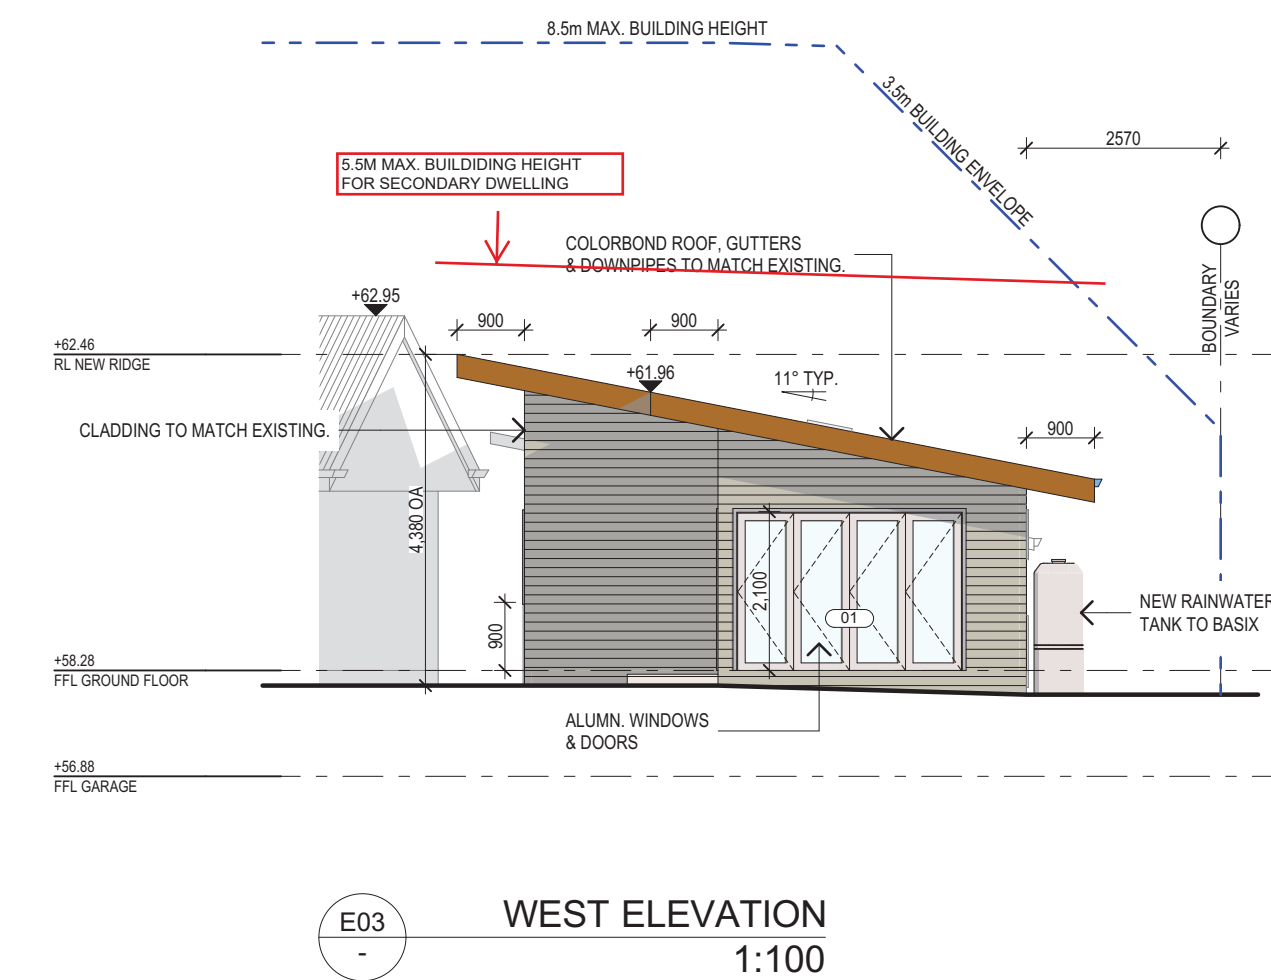 8.5m MAX. BUILDING HEIGHT
3.5m BUILDING ENVELOPE
2570
5.5M MAX. BUILDIDING HEIGHT
FOR SECONDARY DWELLING
COLORBOND ROOF, GUTTERS
& DOWNPIPES TO MATCH EXISTING.
BOUNDARY
VARIES
+62.95
900
900
+62.46
RL NEW RIDGE
+61.96
11° TYP.
CLADDING TO MATCH EXISTING.
900
4,380 OA
2,100
900
01
NEW RAINWATER
TANK TO BASIX
+58.28
FFL GROUND FLOOR
ALUMN. WINDOWS
& DOORS
+56.88
FFL GARAGE
E03
-
WEST ELEVATION
1:100